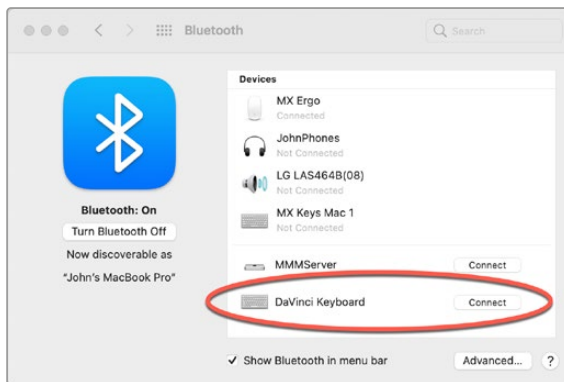 Bluetooth
Search
Devices
MX Ergo
Connected
JohnPhones
Not Connected
LG LAS464B(08)
Not Connected
MX Keys Mac 1
Not Connected
Bluetooth: On
Turn Bluetooth Off
Now discoverable as
"John's MacBook Pro"
MMMServer Connect
DaVinci Keyboard Connect
Show Bluetooth in menu bar Advanced... ?